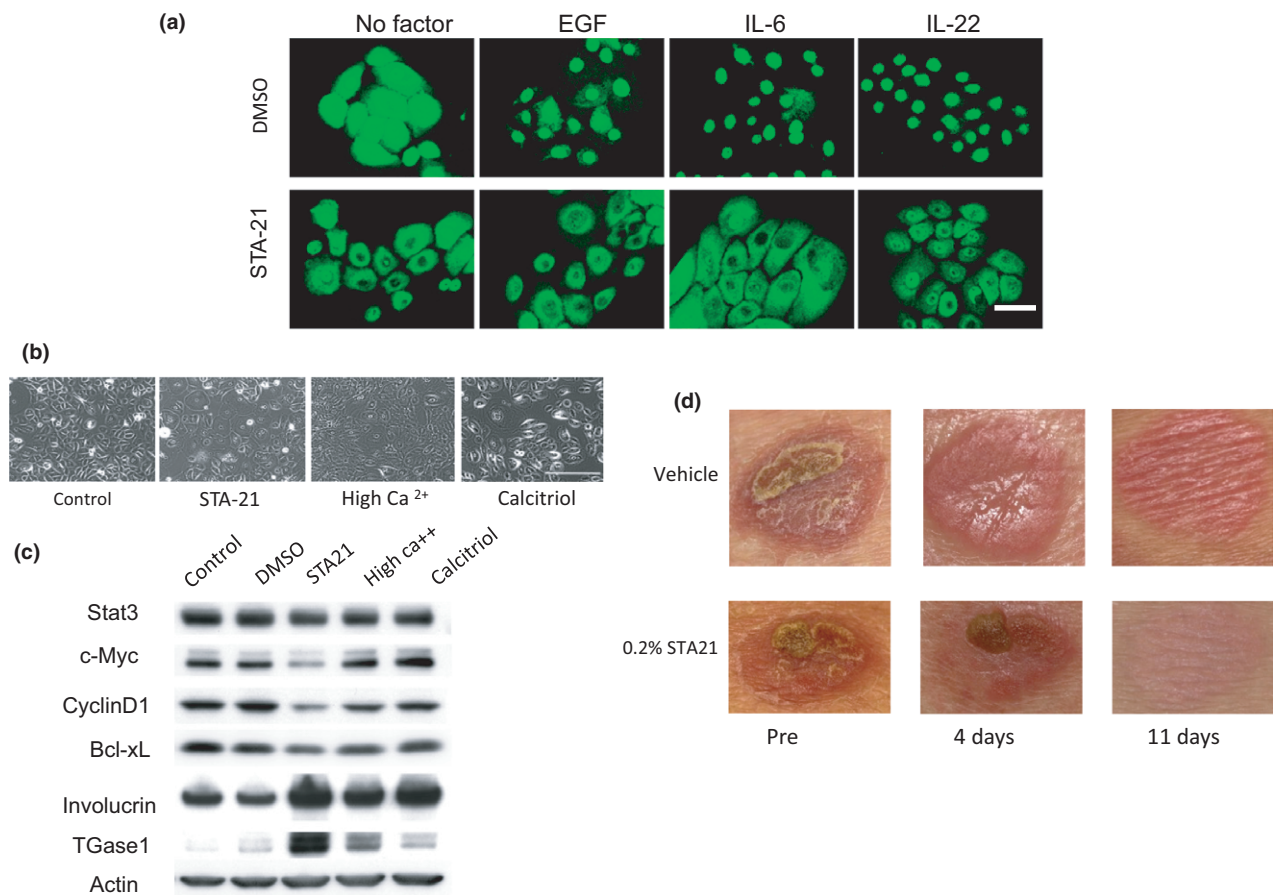 (a)
No factor EGF IL-6 IL-22
DMSO
STA-21
(b)
Control STA-21 High Ca 2+ Calcitriol
(c)
Control DMSO STA21 High ca++ Calcitriol
Stat3
c-Myc
CyclinD1
Bcl-xL
Involucrin
TGase1
Actin
(d)
Vehicle
0.2% STA21
Pre 4 days 11 days